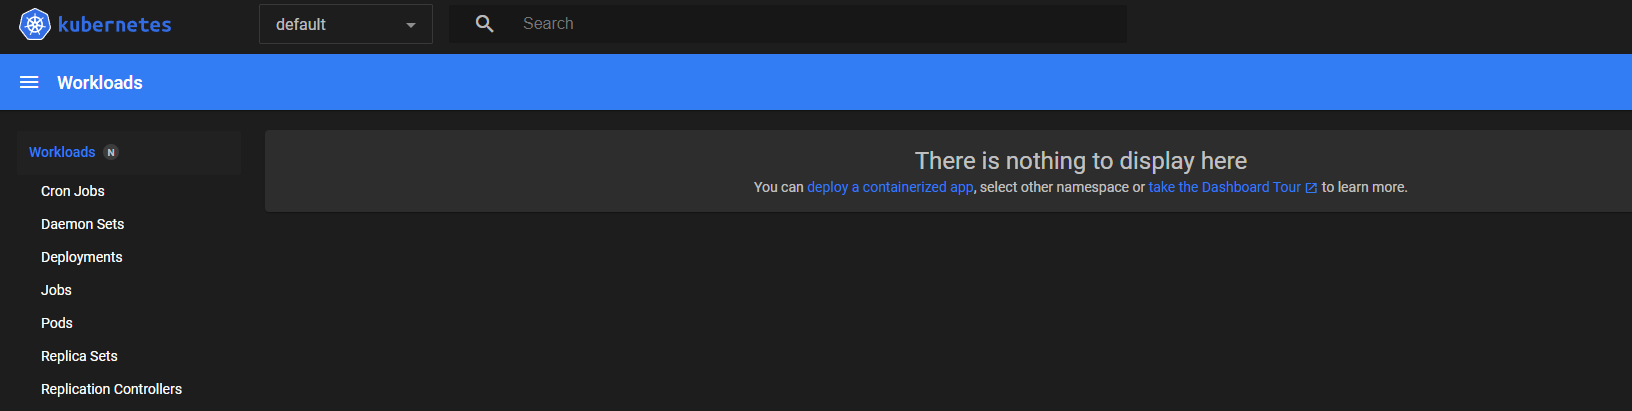 kubernetes
default
Search
Workloads
Workloads N
Cron Jobs
Daemon Sets
Deployments
Jobs
Pods
Replica Sets
Replication Controllers
There is nothing to display here
You can deploy a containerized app, select other namespace or take the Dashboard Tour to learn more.